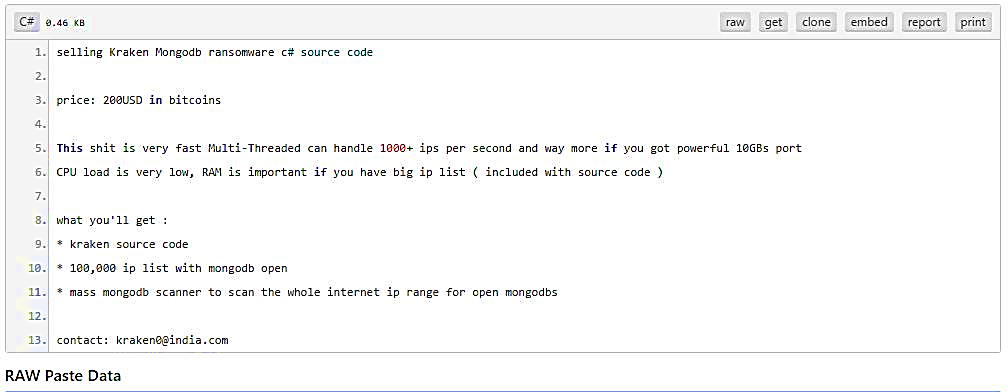 C# 0.46 KB raw get clone embed report print
1. selling Kraken Mongodb ransomware c# source code
2.
3. price: 200USD in bitcoins
4.
5. This shit is very fast Multi-Threaded can handle 1000+ ips per second and way more if you got powerful 10GBs port
6. CPU load is very low, RAM is important if you have big ip list ( included with source code )
7.
8. what you'll get :
9. * kraken source code
10. * 100,000 ip list with mongodb open
11. * mass mongodb scanner to scan the whole internet ip range for open mongodbs
12.
13. contact: kraken0@india.com
RAW Paste Data